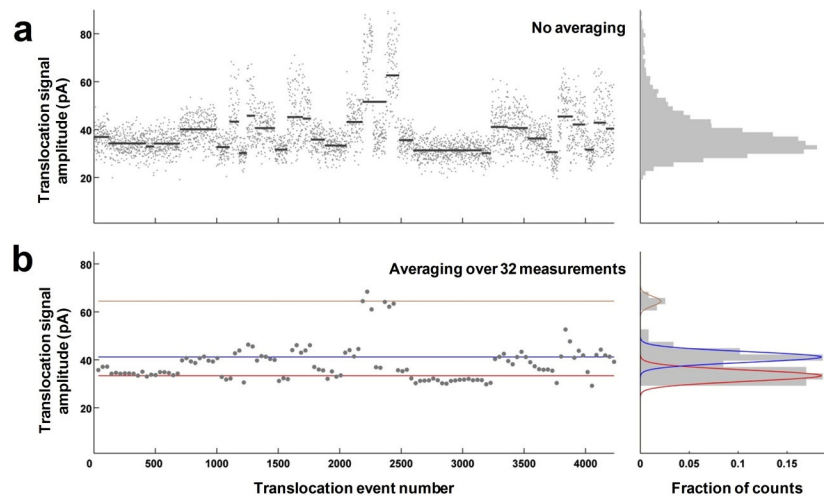 a
No averaging
Translocation signal
amplitude (pA)
80
60
40
20
b
Averaging over 32 measurements
Translocation signal
amplitude (pA)
80
60
40
20
0 500 1000 1500 2000 2500 3000 3500 4000
0 0.05 0.1 0.15
Translocation event number
Fraction of counts